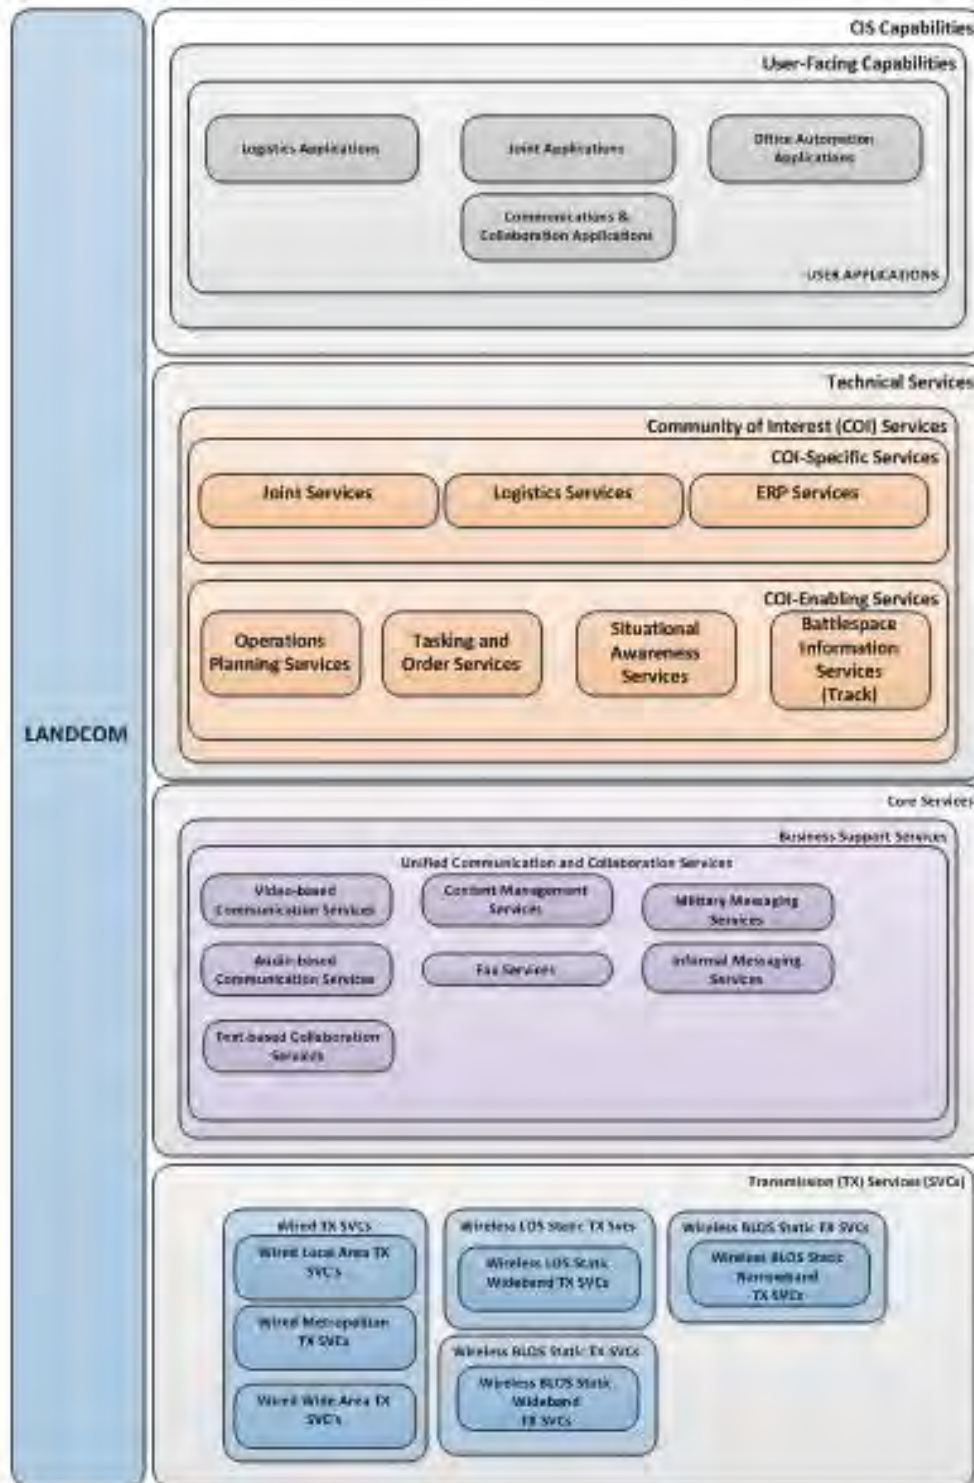 LANDCOM
CIS Capabilities
User-Facing Capabilities
Logistics Applications
Joint Applications
Office Automation
Applications
Communications &
Collaboration Applications
USER APPLICATIONS
Technical Services
Community of Interest (COI) Services
COI-Specific Services
Joint Services
Logistics Services
ERP Services
COI-Enabling Services
Operations
Planning Services
Tasking and
Order Services
Situational
Awareness
Services
Battlespace
Information
Services
(Track)
Core Services
Business Support Services
Unified Communication and Collaboration Services
Video-based
Communication Services
Content Management
Services
Military Messaging
Services
Audio-based
Communication Services
Fax Services
Informal Messaging
Services
Text-based Collaboration
Services
Transmission (TX) Services (SVCs)
Wired TX SVCs
Wired Local Area TX
SVC's
Wired Metropolitan
TX SVCs
Wired Wide Area TX
SVC's
Wireless LOS Static TX Svcs
Wireless LOS Static
Wideband TX SVCs
Wireless BLOS Static TX SVCs
Wireless BLOS Static
Wideband
TX SVCs
Wireless BLOS Static TX SVCs
Wireless BLOS Static
Narrowband
TX SVCs